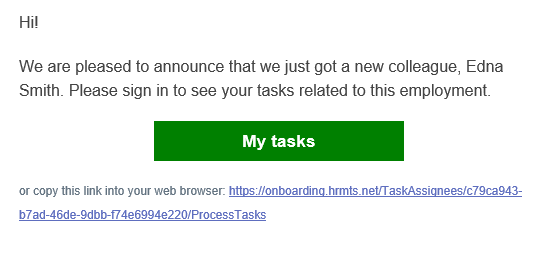 Hi!
We are pleased to announce that we just got a new colleague, Edna
Smith. Please sign in to see your tasks related to this employment.
My tasks
or copy this link into your web browser: https://onboarding.hrmts.net/TaskAssignees/c79ca943-
b7ad-46de-9dbb-f74e6994e220/ProcessTasks